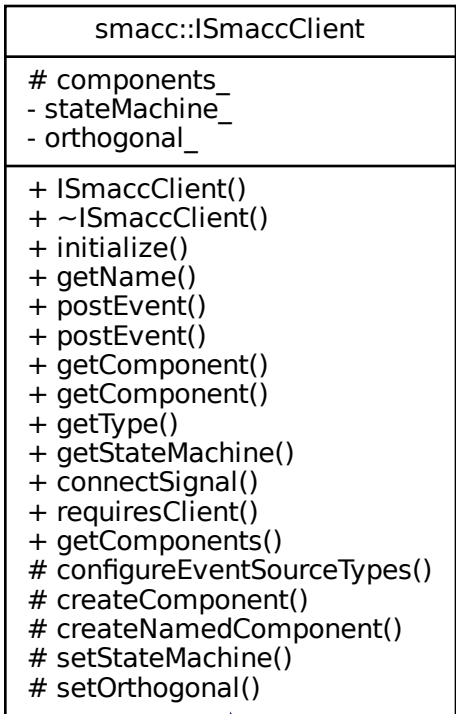 smacc::ISmaccClient
# components_
- stateMachine_
- orthogonal_
+ ISmaccClient()
+ ~ISmaccClient()
+ initialize()
+ getName()
+ postEvent()
+ postEvent()
+ getComponent()
+ getComponent()
+ getType()
+ getStateMachine()
+ connectSignal()
+ requiresClient()
+ getComponents()
# configureEventSourceTypes()
# createComponent()
# createNamedComponent()
# setStateMachine()
# setOrthogonal()